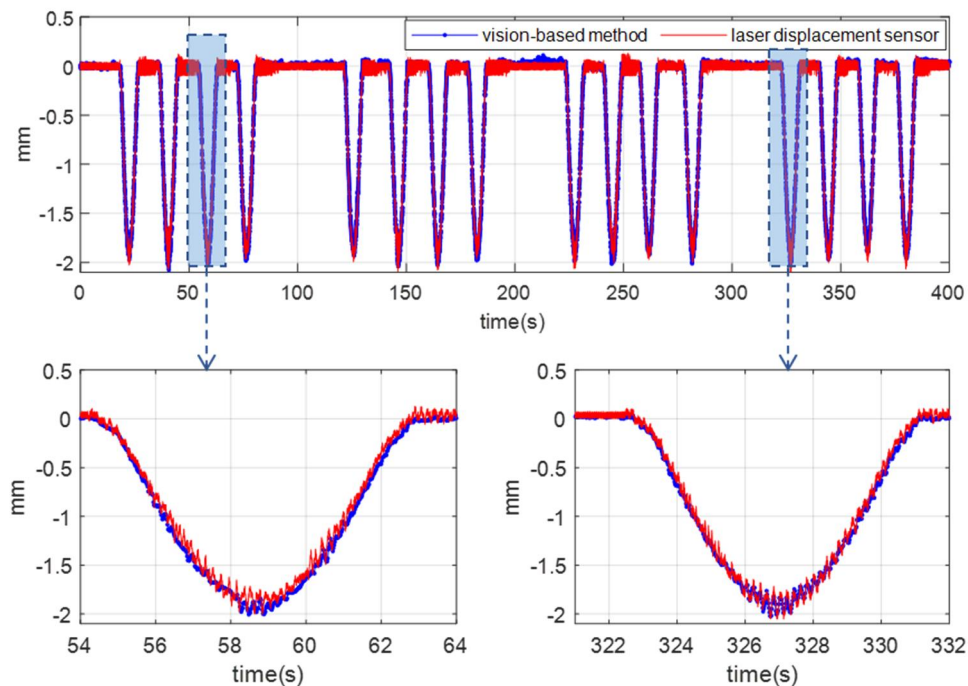 0.5
vision-based method laser displacement sensor
0
-0.5
mm
-1
-1.5
-2
0 50 100 150 200 250 300 350 400
time(s)
0.5 0.5
0 0
-0.5 -0.5
mm mm
-1 -1
-1.5 -1.5
-2 -2
54 56 58 60 62 64 322 324 326 328 330 332
time(s) time(s)